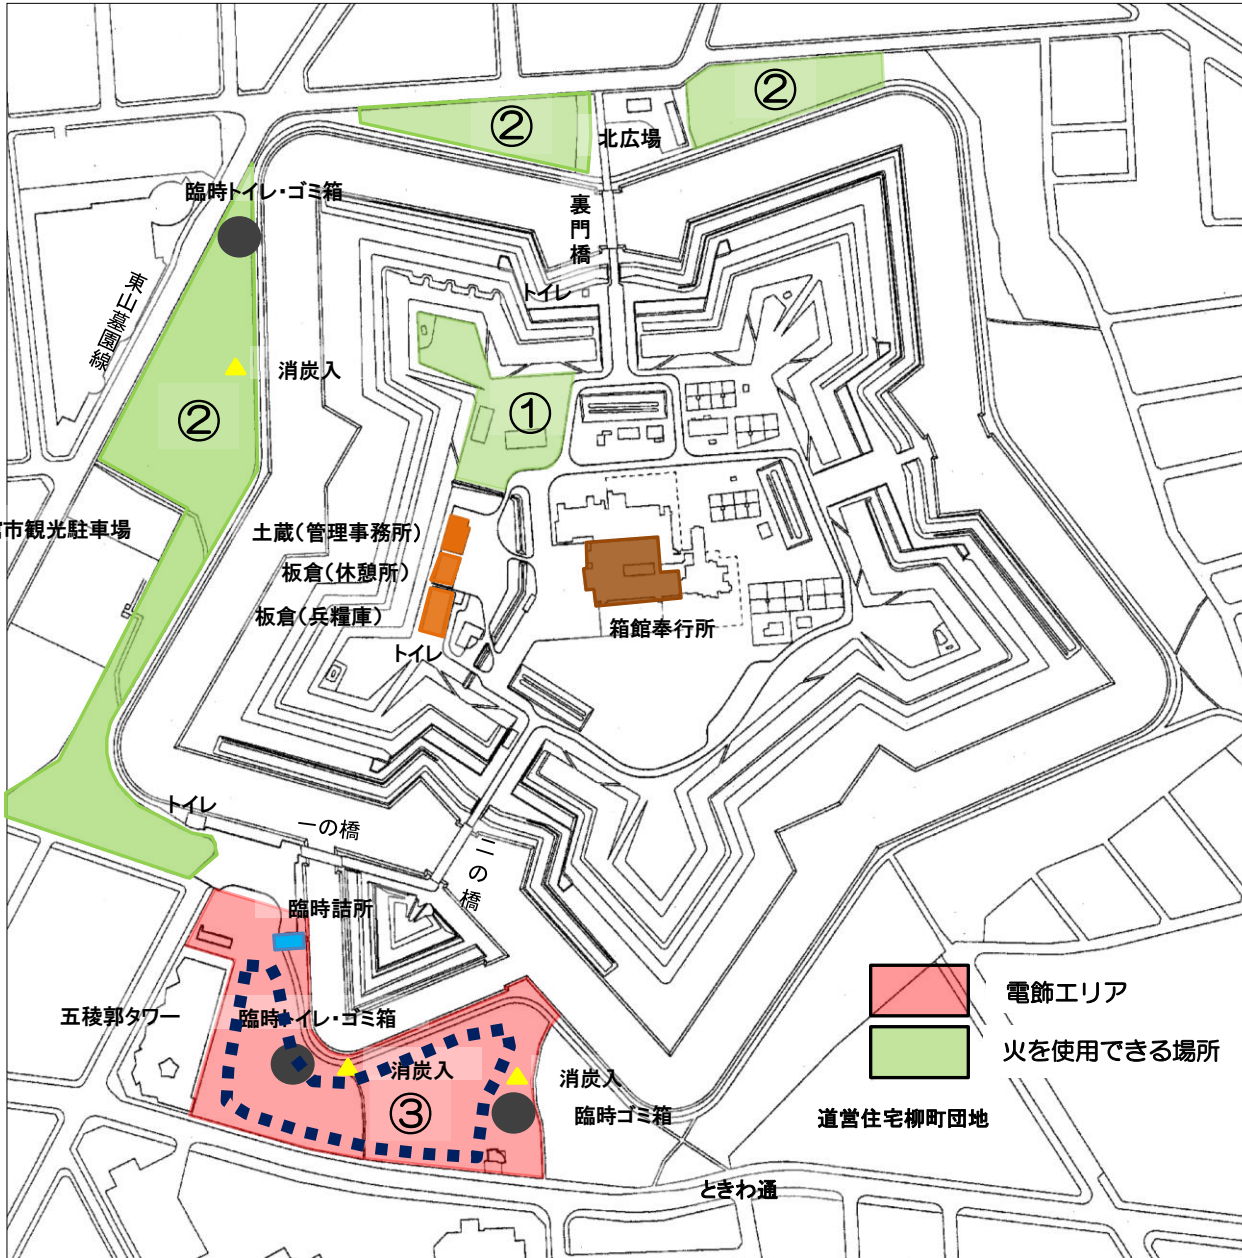 ②
②
北広場
臨時トイレ・ゴミ箱
裏門橋
トイレ
東山墓園線
消炭入
①
②
市観光駐車場
土蔵(管理事務所)
板倉(休憩所)
板倉(兵糧庫)
箱館奉行所
トイレ
トイレ
一の橋
二の橋
臨時詰所
電飾エリア
五稜郭タワー
臨時トイレ・ゴミ箱
火を使用できる場所
消炭入
消炭入
③
臨時ゴミ箱
道営住宅柳町団地
ときわ通